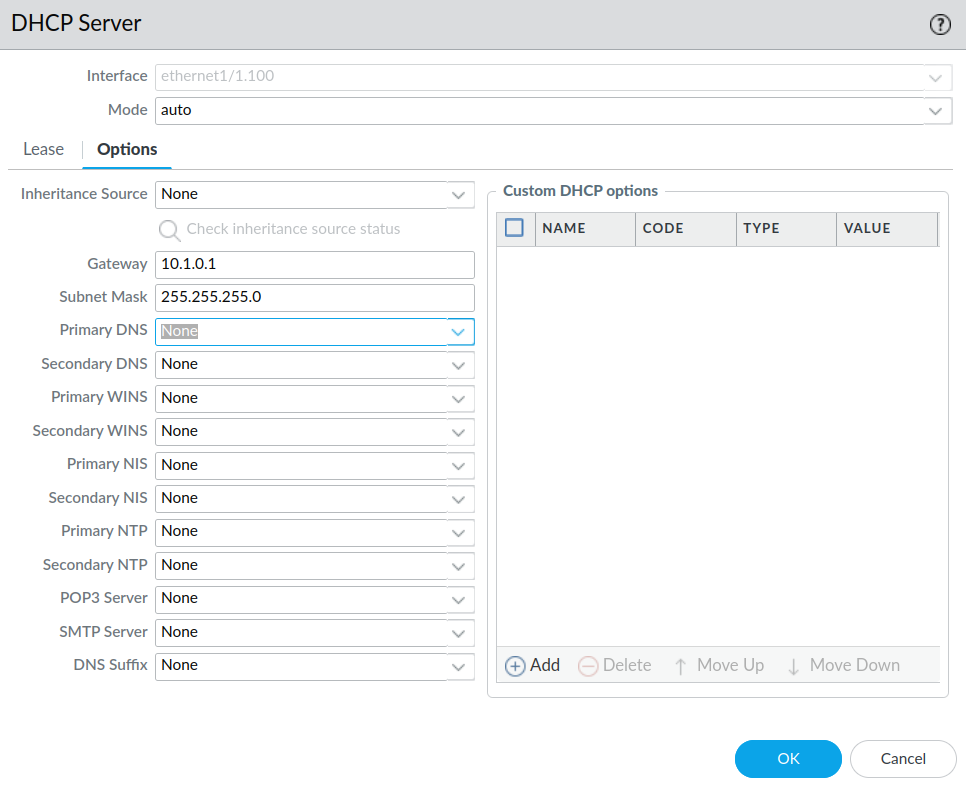 DHCP Server
?
Interface ethernet1/1.100
Mode auto
Lease Options
Inheritance Source None
Check inheritance source status
Gateway 10.1.0.1
Subnet Mask 255.255.255.0
Primary DNS None
Secondary DNS None
Primary WINS None
Secondary WINS None
Primary NIS None
Secondary NIS None
Primary NTP None
Secondary NTP None
POP3 Server None
SMTP Server None
DNS Suffix None
Custom DHCP options
NAME CODE TYPE VALUE
Add Delete Move Up Move Down
OK Cancel